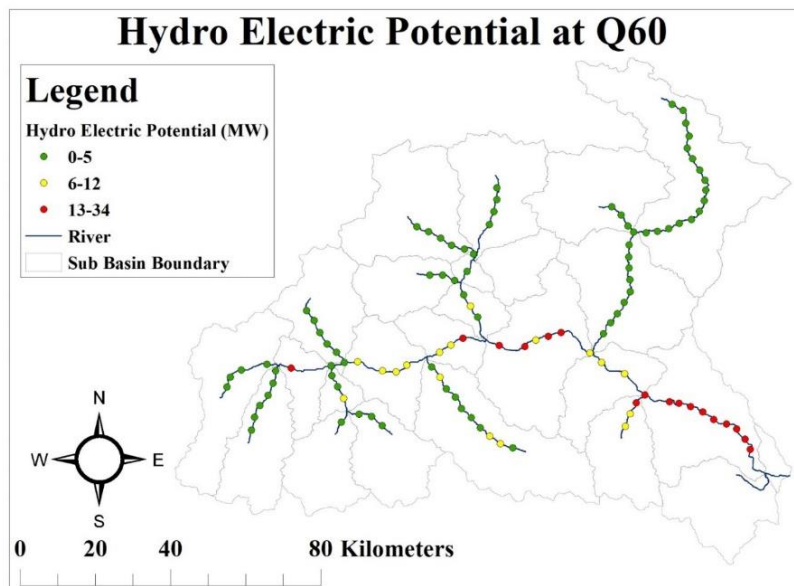 Hydro Electric Potential at Q60
Legend
Hydro Electric Potential (MW)
0-5
6-12
13-34
River
Sub Basin Boundary
N
W E
S
0 20 40 80 Kilometers